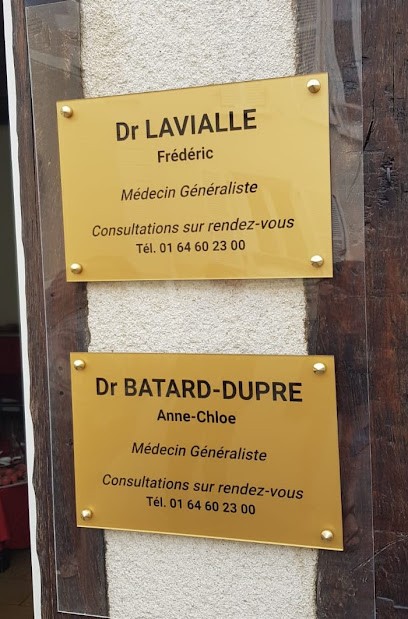 Dr LAVIALLE
Frédéric
Médecin Généraliste
Consultations sur rendez-vous
Tél. 01 64 60 23 00
Dr BATARD-DUPRE
Anne-Chloe
Médecin Généraliste
Consultations sur rendez-vous
Tél. 01 64 60 23 00